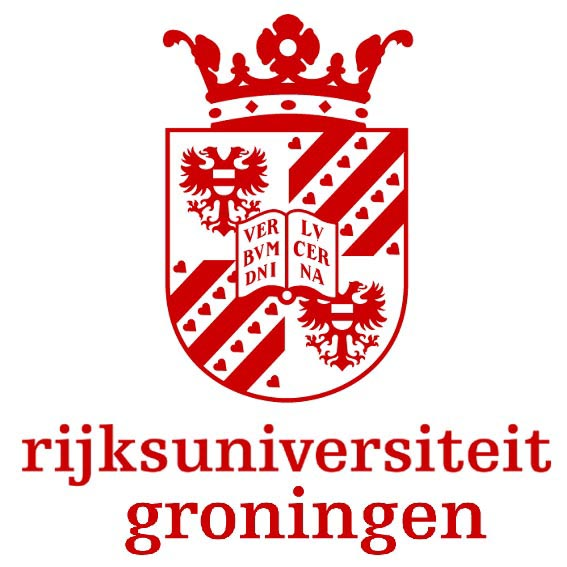 VER
BVM
DNI
LV
CER
NA
rijksuniversiteit
groningen